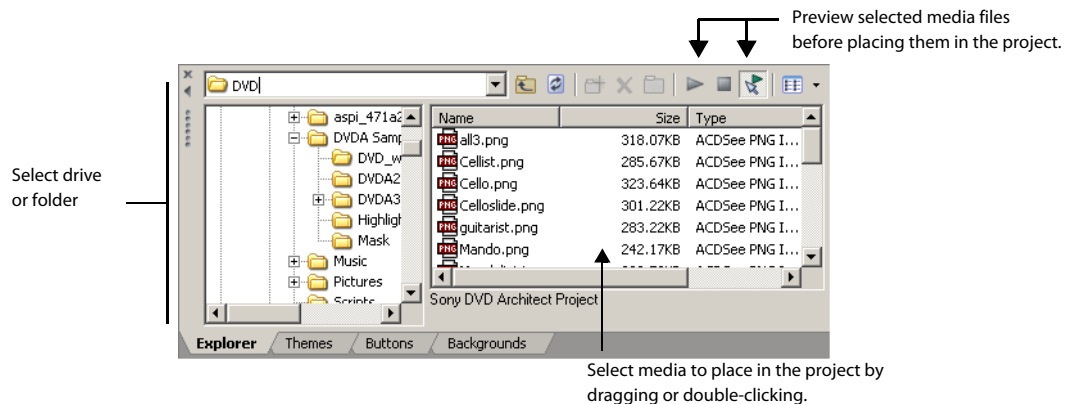 Preview selected media files
before placing them in the project.
DVD
aspi_471a2
DVDA Samp
DVD_w
DVDA2
DVDA3
Highligh
Mask
Music
Pictures
Scripts
Name Size Type
all3.png 318.07KB ACDSee PNG I...
Cellist.png 285.67KB ACDSee PNG I...
Cello.png 323.64KB ACDSee PNG I...
Celloslide.png 301.22KB ACDSee PNG I...
guitarist.png 283.22KB ACDSee PNG I...
Mando.png 242.17KB ACDSee PNG I...
Sony DVD Architect Project
Select drive
or folder
Explorer Themes Buttons Backgrounds
Select media to place in the project by
dragging or double-clicking.